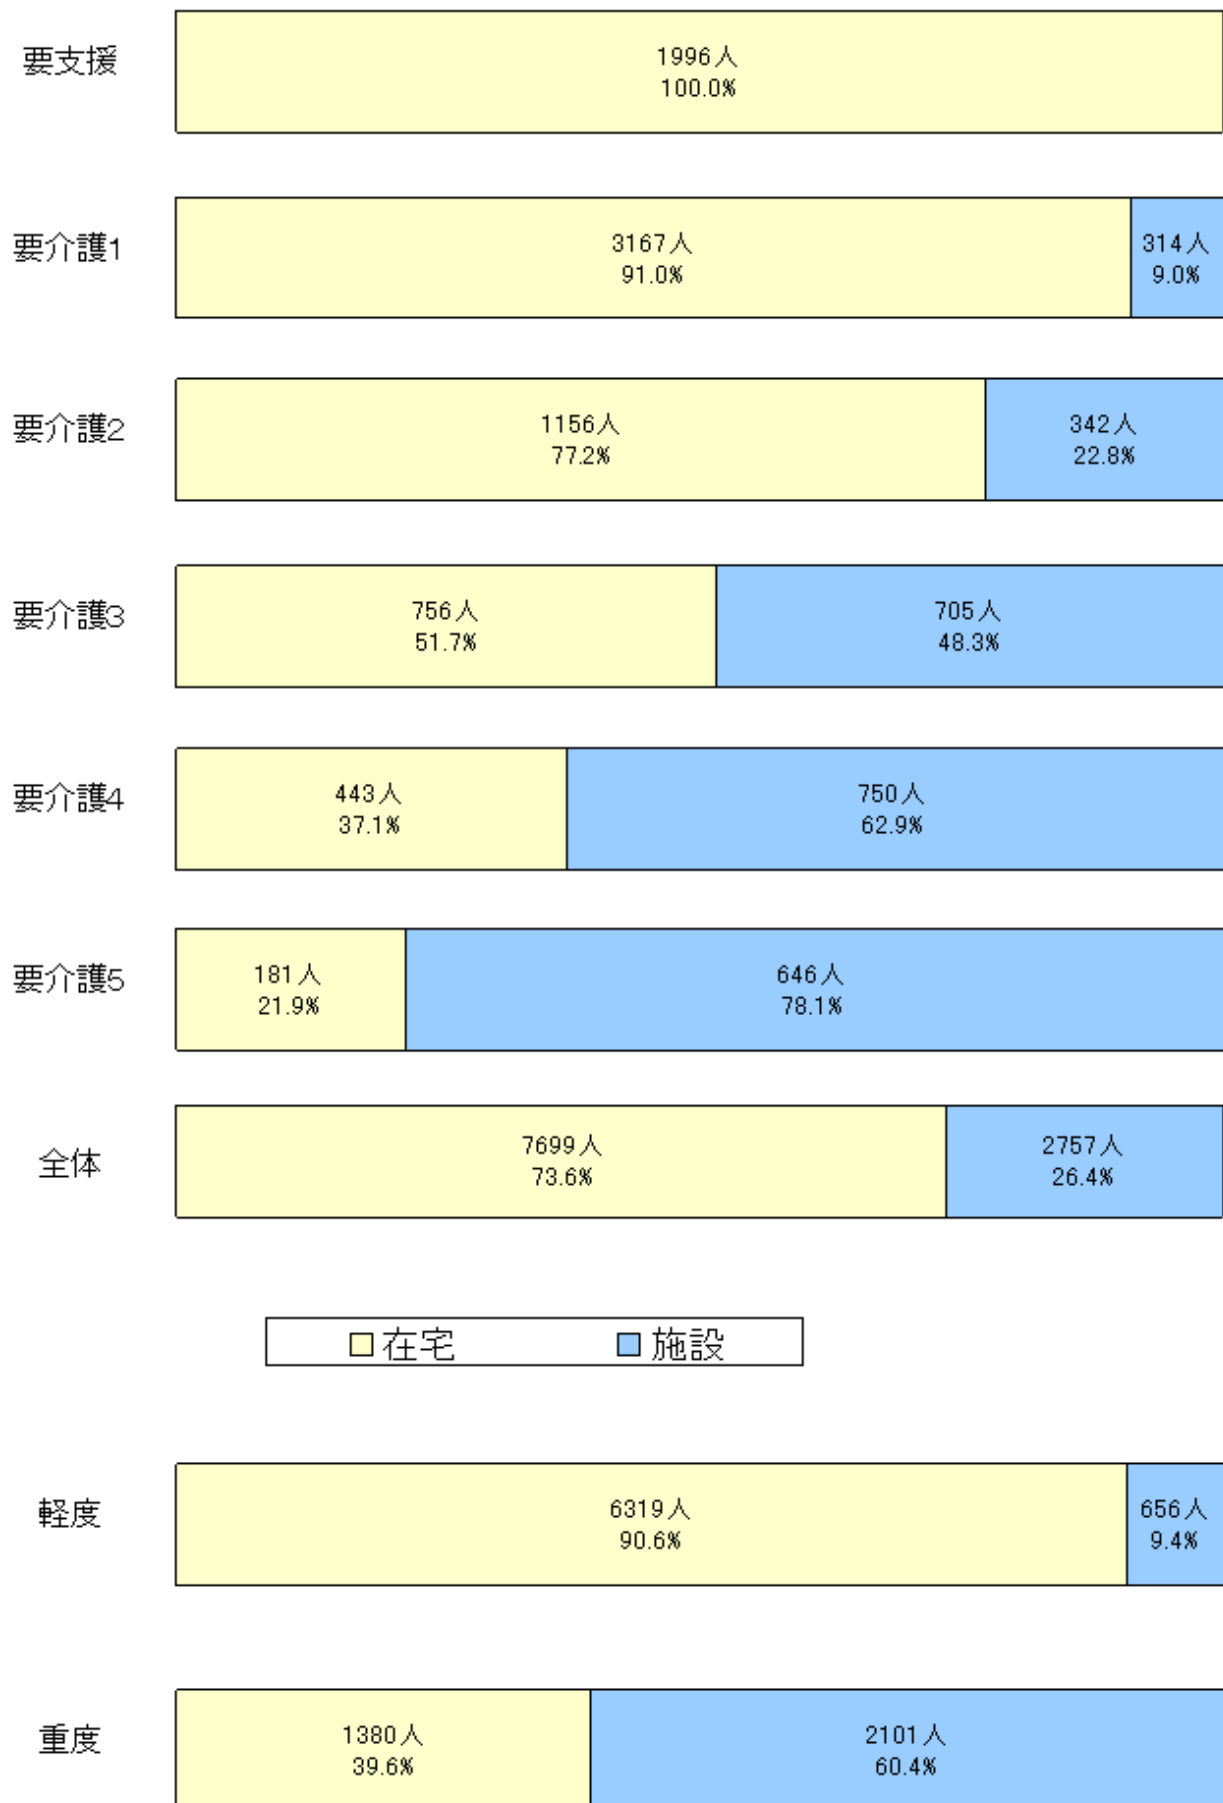 要支援
1996人
100.0%
要介護1
3167人
91.0%
314人
9.0%
要介護2
1156人
77.2%
342人
22.8%
要介護3
756人
51.7%
705人
48.3%
要介護4
443人
37.1%
750人
62.9%
要介護5
181人
21.9%
646人
78.1%
全体
7699人
73.6%
2757人
26.4%
在宅
施設
軽度
6319人
90.6%
656人
9.4%
重度
1380人
39.6%
2101人
60.4%